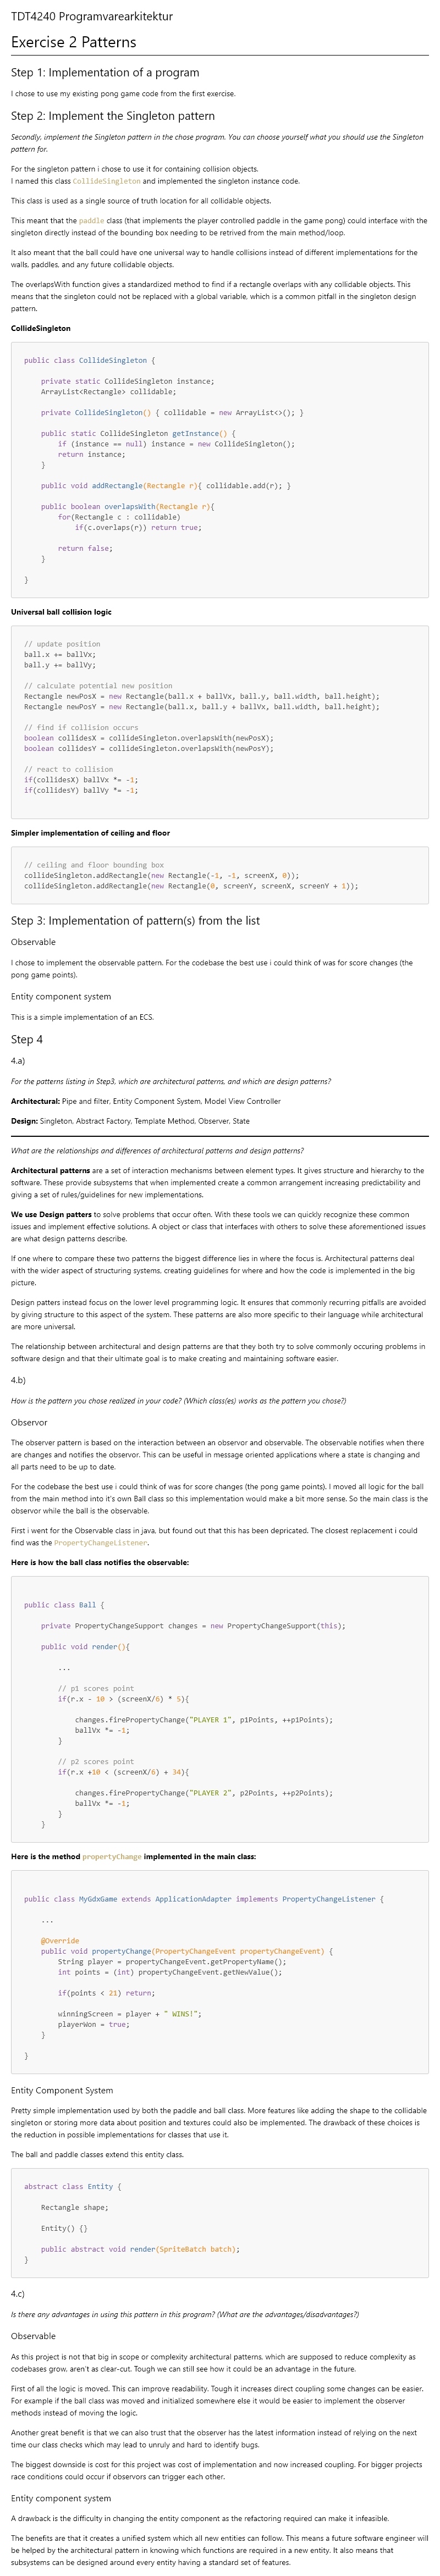 TDT4240 Programvarearkitektur
Exercise 2 Patterns
Step 1: Implementation of a program
I chose to use my existing pong game code from the first exercise.
Step 2: Implement the Singleton pattern
Secondly, implement the Singleton pattern in the chose program. You can choose yourself what you should use the Singleton
pattern for.
For the singleton pattern i chose to use it for containing collision objects.
I named this class CollideSingleton and implemented the singleton instance code.
This class is used as a single source of truth location for all collidable objects.
This meant that the paddle class (that implements the player controlled paddle in the game pong) could interface with the
singleton directly instead of the bounding box needing to be retrived from the main method/loop.
It also meant that the ball could have one universal way to handle collisions instead of different implementations for the
walls, paddles, and any future collidable objects.
The overlapsWith function gives a standardized method to find if a rectangle overlaps with any collidable objects. This
means that the singleton could not be replaced with a global variable, which is a common pitfall in the singleton design
pattern.
CollideSingleton
public class CollideSingleton {
private static CollideSingleton instance;
ArrayList<Rectangle> collidable;
private CollideSingleton() { collidable = new ArrayList<>(); }
public static CollideSingleton getInstance() {
if (instance == null) instance = new CollideSingleton();
return instance;
}
public void addRectangle(Rectangle r){ collidable.add(r); }
public boolean overlapsWith(Rectangle r){
for(Rectangle c : collidable)
if(c.overlaps(r)) return true;
return false;
}
}
Universal ball collision logic
// update position
ball.x += ballVx;
ball.y += ballVy;
// calculate potential new position
Rectangle newPosX = new Rectangle(ball.x + ballVx, ball.y, ball.width, ball.height);
Rectangle newPosY = new Rectangle(ball.x, ball.y + ballVx, ball.width, ball.height);
// find if collision occurs
boolean collidesX = collideSingleton.overlapsWith(newPosX);
boolean collidesY = collideSingleton.overlapsWith(newPosY);
// react to collision
if(collidesX) ballVx *= -1;
if(collidesY) ballVy *= -1;
Simpler implementation of ceiling and floor
// ceiling and floor bounding box
collideSingleton.addRectangle(new Rectangle(-1, -1, screenX, 0));
collideSingleton.addRectangle(new Rectangle(0, screenY, screenX, screenY + 1));
Step 3: Implementation of pattern(s) from the list
Observable
I chose to implement the observable pattern. For the codebase the best use i could think of was for score changes (the
pong game points).
Entity component system
This is a simple implementation of an ECS.
Step 4
4.a)
For the patterns listing in Step3, which are architectural patterns, and which are design patterns?
Architectural: Pipe and filter, Entity Component System, Model View Controller
Design: Singleton, Abstract Factory, Template Method, Observer, State
What are the relationships and differences of architectural patterns and design patterns?
Architectural patterns are a set of interaction mechanisms between element types. It gives structure and hierarchy to the
software. These provide subsystems that when implemented create a common arrangement increasing predictability and
giving a set of rules/guidelines for new implementations.
We use Design patters to solve problems that occur often. With these tools we can quickly recognize these common
issues and implement effective solutions. A object or class that interfaces with others to solve these aforementioned issues
are what design patterns describe.
If one where to compare these two patterns the biggest difference lies in where the focus is. Architectural patterns deal
with the wider aspect of structuring systems, creating guidelines for where and how the code is implemented in the big
picture.
Design patters instead focus on the lower level programming logic. It ensures that commonly recurring pitfalls are avoided
by giving structure to this aspect of the system. These patterns are also more specific to their language while architectural
are more universal.
The relationship between architectural and design patterns are that they both try to solve commonly occuring problems in
software design and that their ultimate goal is to make creating and maintaining software easier.
4.b)
How is the pattern you chose realized in your code? (Which class(es) works as the pattern you chose?)
Observor
The observer pattern is based on the interaction between an observor and observable. The observable notifies when there
are changes and notifies the observor. This can be useful in message oriented applications where a state is changing and
all parts need to be up to date.
For the codebase the best use i could think of was for score changes (the pong game points). I moved all logic for the ball
from the main method into it's own Ball class so this implementation would make a bit more sense. So the main class is the
observor while the ball is the observable.
First i went for the Observable class in java, but found out that this has been depricated. The closest replacement i could
find was the PropertyChangeListener.
Here is how the ball class notifies the observable:
public class Ball {
private PropertyChangeSupport changes = new PropertyChangeSupport(this);
public void render(){
...
// p1 scores point
if(r.x - 10 > (screenX/6) * 5){
changes.firePropertyChange("PLAYER 1", p1Points, ++p1Points);
ballVx *= -1;
}
// p2 scores point
if(r.x +10 < (screenX/6) + 34){
changes.firePropertyChange("PLAYER 2", p2Points, ++p2Points);
ballVx *= -1;
}
}
Here is the method propertyChange implemented in the main class:
public class MyGdxGame extends ApplicationAdapter implements PropertyChangeListener {
...
@Override
public void propertyChange(PropertyChangeEvent propertyChangeEvent) {
String player = propertyChangeEvent.getPropertyName();
int points = (int) propertyChangeEvent.getNewValue();
if(points < 21) return;
winningScreen = player + " WINS!";
playerWon = true;
}
}
Entity Component System
Pretty simple implementation used by both the paddle and ball class. More features like adding the shape to the collidable
singleton or storing more data about position and textures could also be implemented. The drawback of these choices is
the reduction in possible implementations for classes that use it.
The ball and paddle classes extend this entity class.
abstract class Entity {
Rectangle shape;
Entity() {}
public abstract void render(SpriteBatch batch);
}
4.c)
Is there any advantages in using this pattern in this program? (What are the advantages/disadvantages?)
Observable
As this project is not that big in scope or complexity architectural patterns, which are supposed to reduce complexity as
codebases grow, aren't as clear-cut. Tough we can still see how it could be an advantage in the future.
First of all the logic is moved. This can improve readability. Tough it increases direct coupling some changes can be easier.
For example if the ball class was moved and initialized somewhere else it would be easier to implement the observer
methods instead of moving the logic.
Another great benefit is that we can also trust that the observer has the latest information instead of relying on the next
time our class checks which may lead to unruly and hard to identify bugs.
The biggest downside is cost for this project was cost of implementation and now increased coupling. For bigger projects
race conditions could occur if observors can trigger each other.
Entity component system
A drawback is the difficulty in changing the entity component as the refactoring required can make it infeasible.
The benefits are that it creates a unified system which all new entities can follow. This means a future software engineer will
be helped by the architectural pattern in knowing which functions are required in a new entity. It also means that
subsystems can be designed around every entity having a standard set of features.